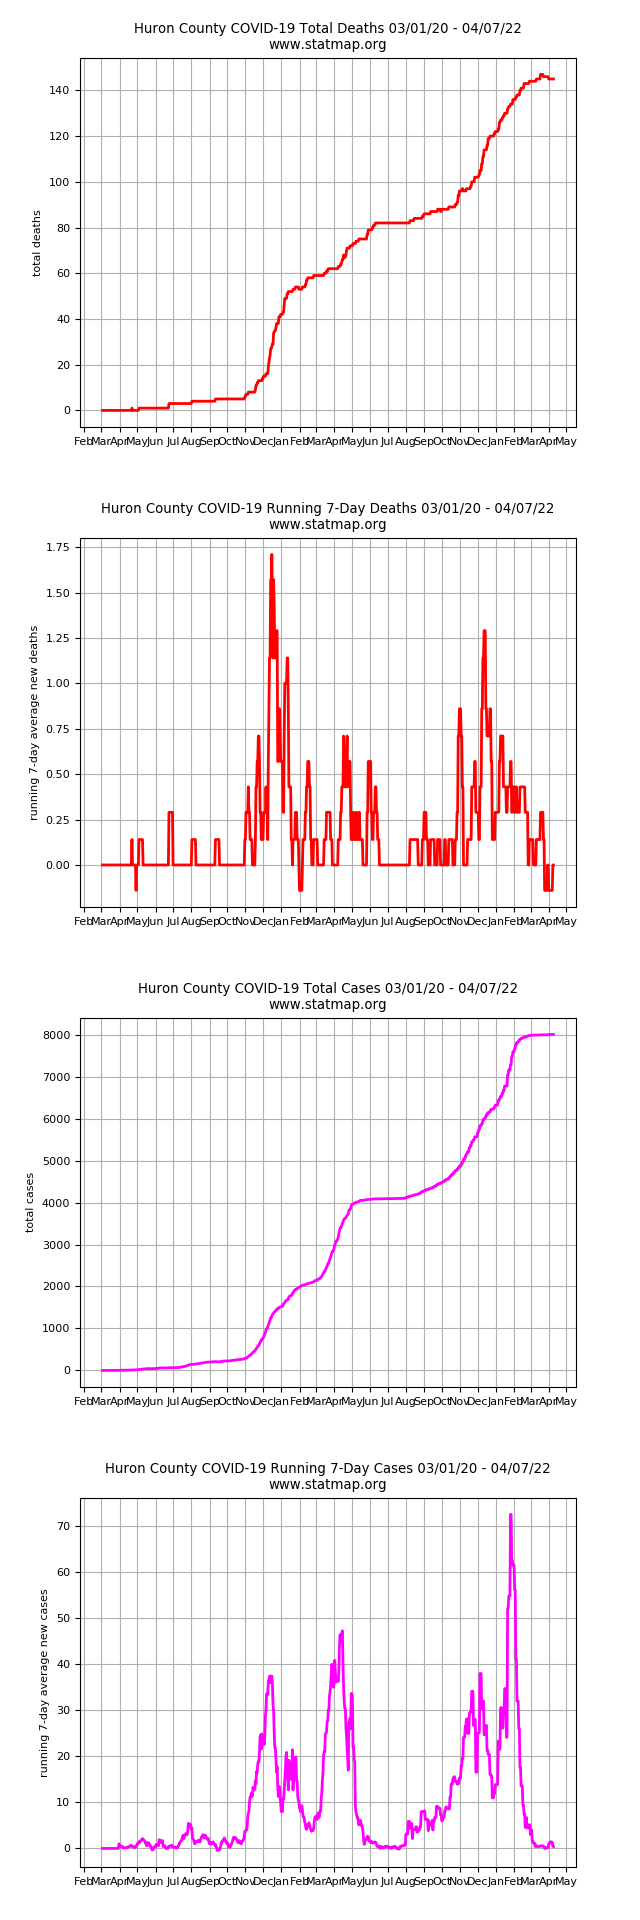 Huron County COVID-19 Total Deaths 03/01/20 - 04/07/22
www.statmap.org
140
120
100
80
60
40
20
0
total deaths
Feb Mar Apr May Jun Jul Aug Sep Oct Nov Dec Jan Feb Mar Apr May Jun Jul Aug Sep Oct Nov Dec Jan Feb Mar Apr May
Huron County COVID-19 Running 7-Day Deaths 03/01/20 - 04/07/22
www.statmap.org
1.75
1.50
1.25
1.00
0.75
0.50
0.25
0.00
running 7-day average new deaths
Feb Mar Apr May Jun Jul Aug Sep Oct Nov Dec Jan Feb Mar Apr May Jun Jul Aug Sep Oct Nov Dec Jan Feb Mar Apr May
Huron County COVID-19 Total Cases 03/01/20 - 04/07/22
www.statmap.org
8000
7000
6000
5000
4000
3000
2000
1000
0
total cases
Feb Mar Apr May Jun Jul Aug Sep Oct Nov Dec Jan Feb Mar Apr May Jun Jul Aug Sep Oct Nov Dec Jan Feb Mar Apr May
Huron County COVID-19 Running 7-Day Cases 03/01/20 - 04/07/22
www.statmap.org
70
60
50
40
30
20
10
0
running 7-day average new cases
Feb Mar Apr May Jun Jul Aug Sep Oct Nov Dec Jan Feb Mar Apr May Jun Jul Aug Sep Oct Nov Dec Jan Feb Mar Apr May